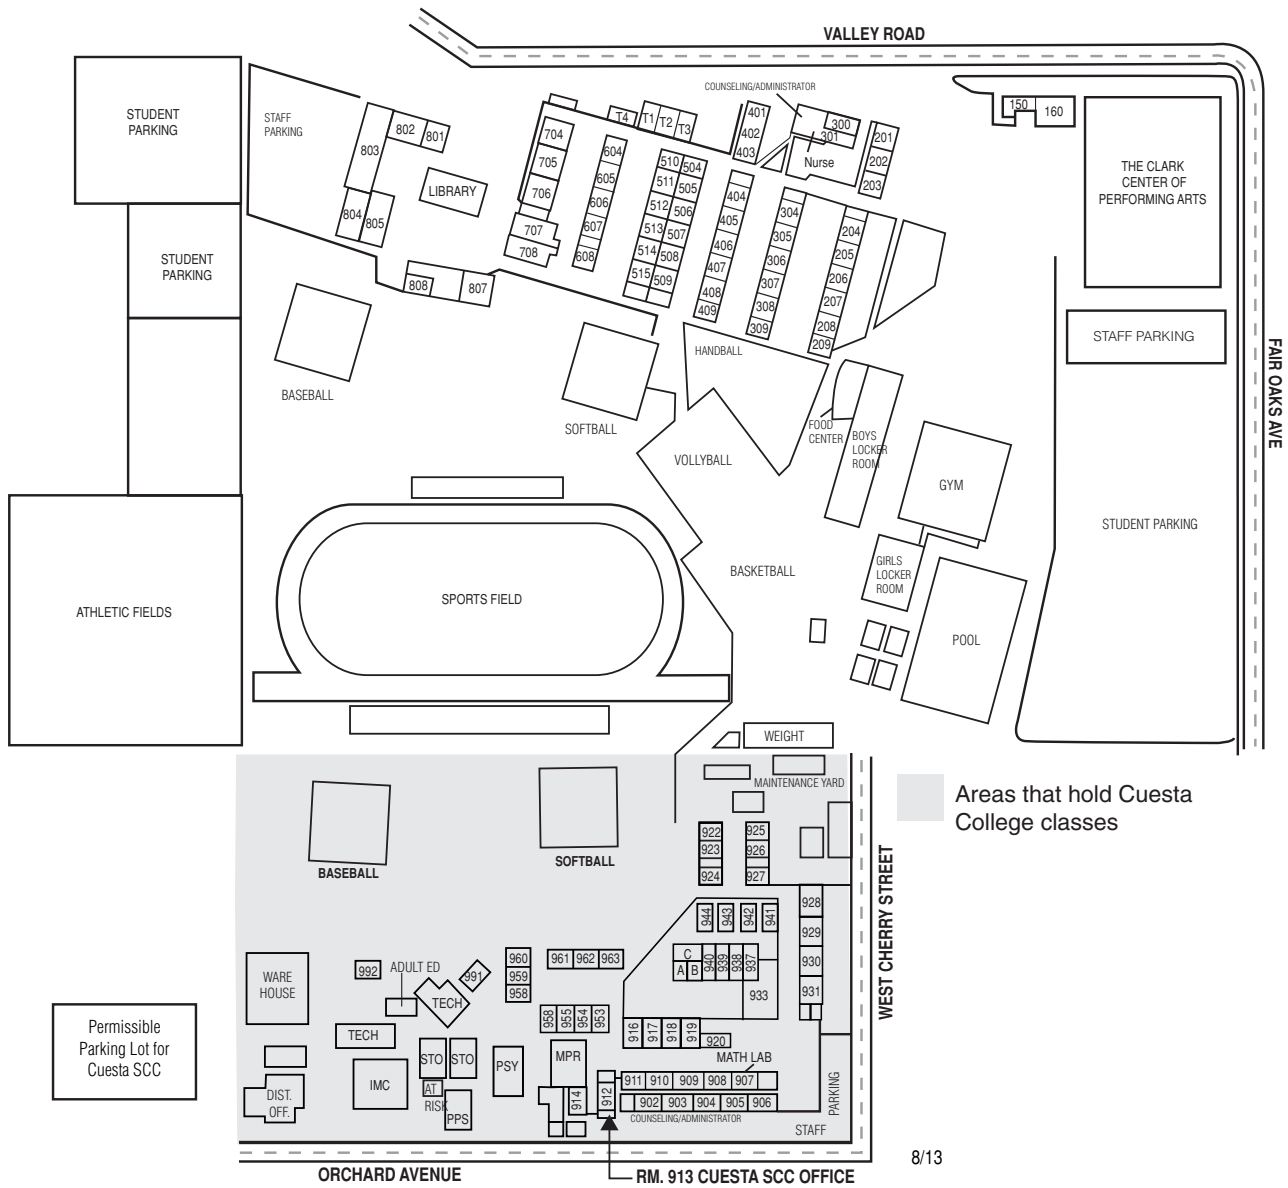 VALLEY ROAD
COUNSELING/ADMINISTRATOR
STUDENT
PARKING
STAFF
PARKING
802
801
803
LIBRARY
804
805
808
807
704
705
706
707
708
T4
T1
T2
T3
604
605
606
607
608
510
504
511
505
512
506
513
507
514
508
515
509
401
402
403
404
405
406
407
408
409
300
301
Nurse
304
305
306
307
308
309
201
202
203
204
205
206
207
208
209
150
160
THE CLARK
CENTER OF
PERFORMING ARTS
STUDENT
PARKING
STAFF PARKING
FAIR OAKS AVE
HANDBALL
BASEBALL
SOFTBALL
VOLLYBALL
FOOD
CENTER
BOYS
LOCKER
ROOM
GYM
STUDENT PARKING
BASKETBALL
GIRLS
LOCKER
ROOM
POOL
ATHLETIC FIELDS
SPORTS FIELD
WEIGHT
MAINTENANCE YARD
Areas that hold Cuesta
College classes
BASEBALL
SOFTBALL
922
923
924
925
926
927
928
929
930
931
WEST CHERRY STREET
944
943
942
941
C
A
B
940
939
938
937
933
WARE
HOUSE
992
ADULT ED
991
TECH
960
959
958
961
962
963
958
955
954
953
916
917
918
919
920
Permissible
Parking Lot for
Cuesta SCC
TECH
STO
STO
PSY
MPR
MATH LAB
IMC
AT
RISK
PPS
DIST.
OFF.
914
912
911
910
909
908
907
902
903
904
905
906
COUNSELING/ADMINISTRATOR
PARKING
STAFF
8/13
ORCHARD AVENUE
RM. 913 CUESTA SCC OFFICE